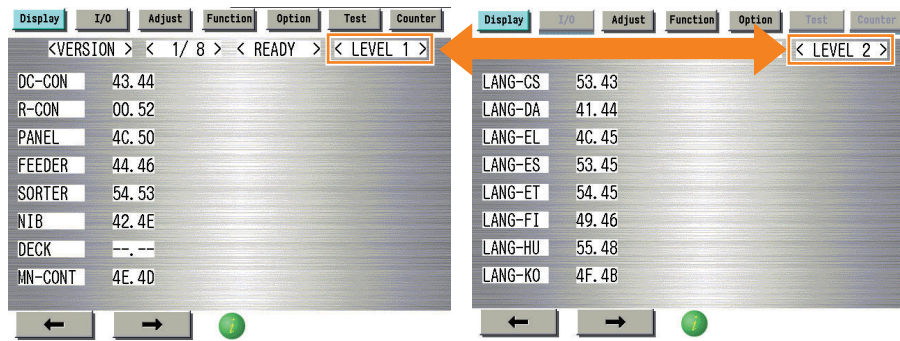 Display I/O Adjust Function Option Test Counter
<VERSION > < 1/ 8 > < READY > < LEVEL 1 >
DC-CON 43.44
R-CON 00.52
PANEL 4C.50
FEEDER 44.46
SORTER 54.53
NIB 42.4E
DECK --.--
MN-CONT 4E.4D
← → i
Display I/O Adjust Function Option Test Counter
< LEVEL 2 >
LANG-CS 53.43
LANG-DA 41.44
LANG-EL 4C.45
LANG-ES 53.45
LANG-ET 54.45
LANG-FI 49.46
LANG-HU 55.48
LANG-KO 4F.4B
← → i